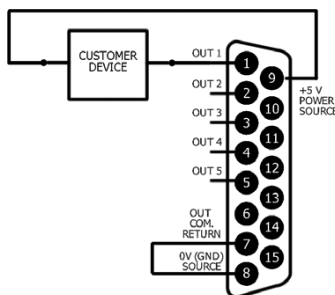 CUSTOMER
DEVICE
OUT 1
OUT 2
OUT 3
OUT 4
OUT 5
OUT
COM.
RETURN
0V (GND)
SOURCE
1
2
3
4
5
6
7
8
9
10
11
12
13
14
15
+5 V
POWER
SOURCE